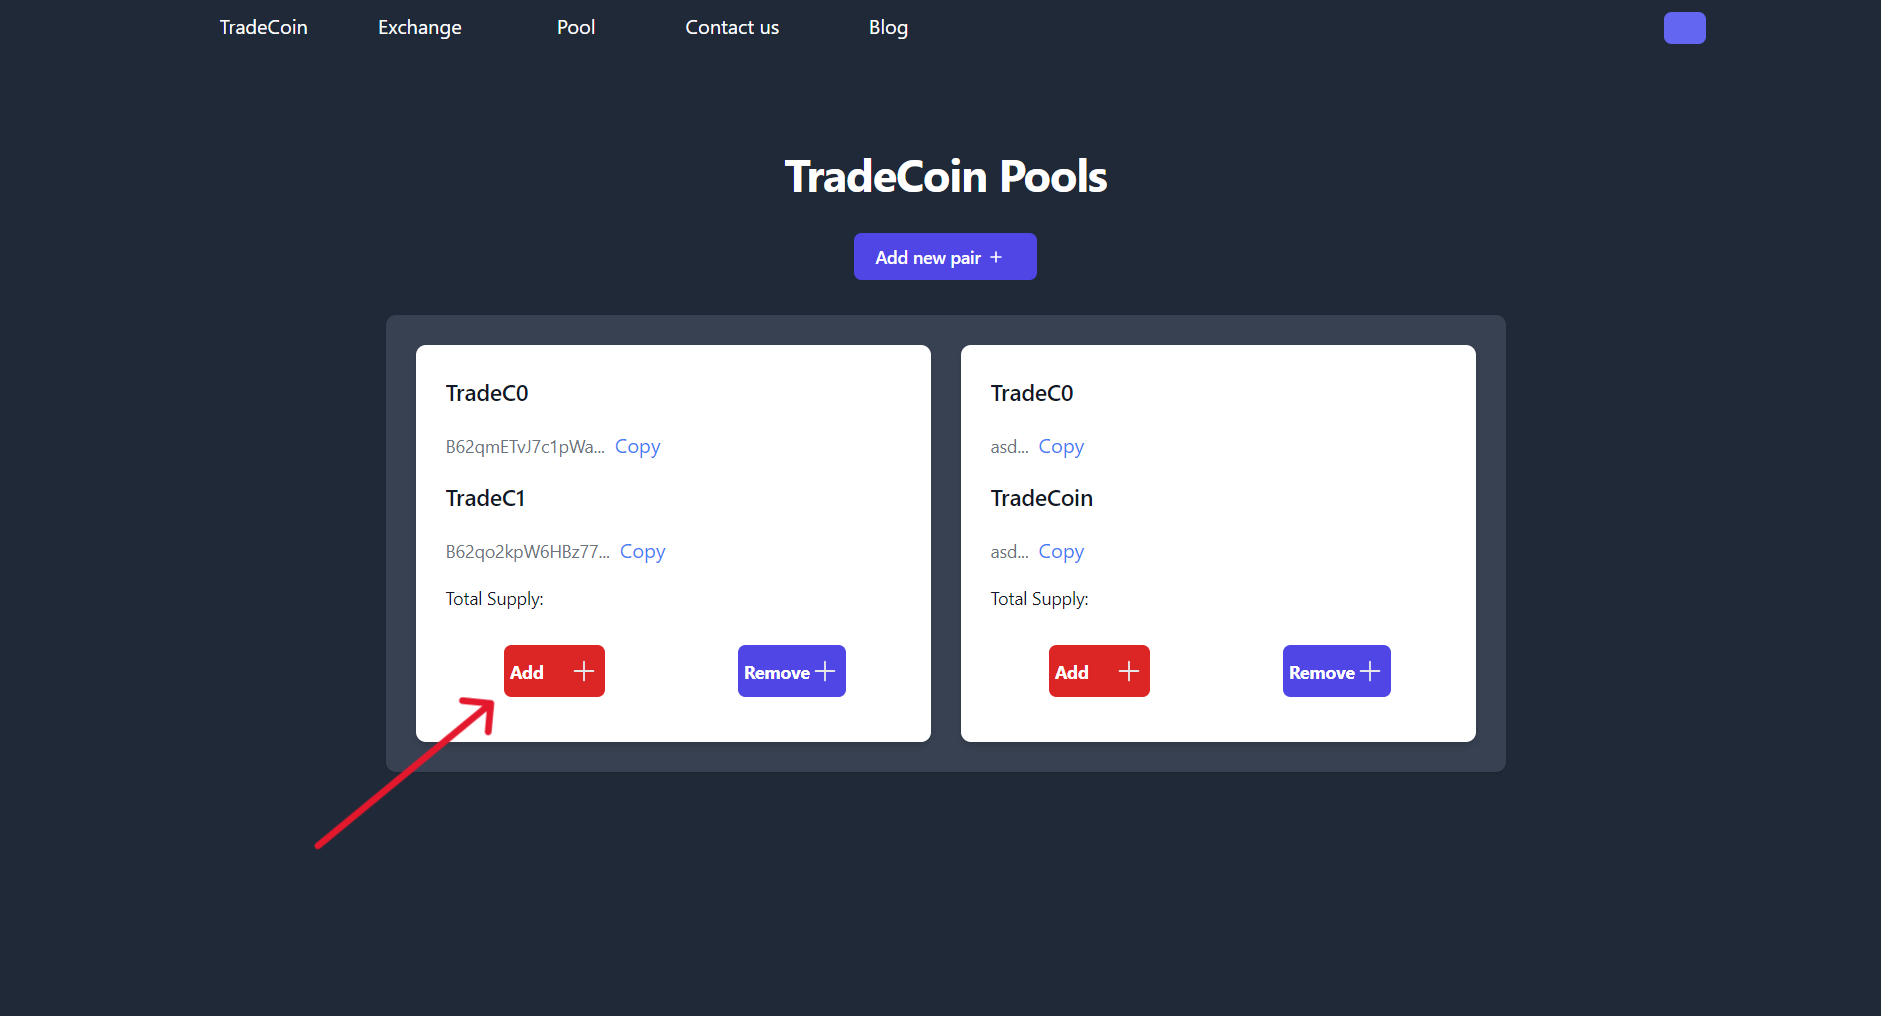 TradeCoin Exchange Pool Contact us Blog
TradeCoin Pools
Add new pair +
TradeC0
B62qmETvJ7c1pWa... Copy
TradeC1
B62qo2kpW6HBz77... Copy
Total Supply:
Add +
Remove +
TradeC0
asd... Copy
TradeCoin
asd... Copy
Total Supply:
Add +
Remove +